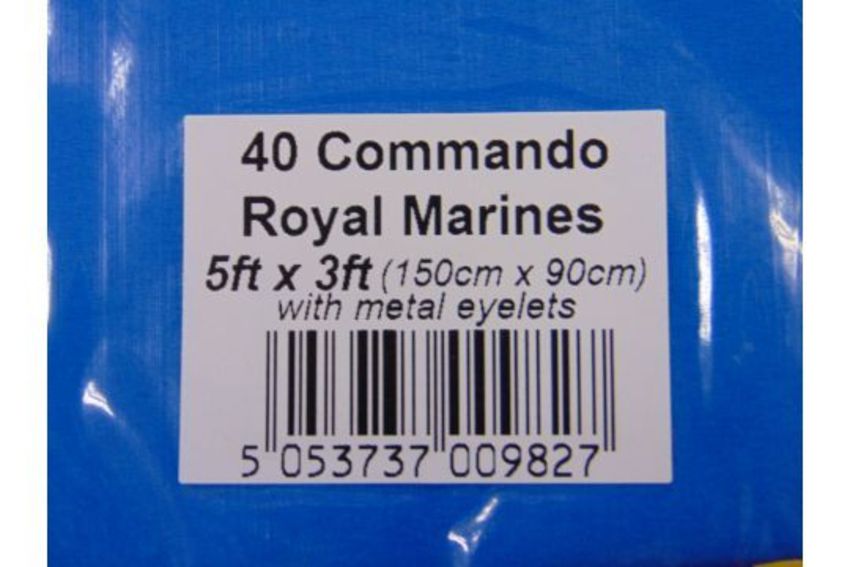 40 Commando
Royal Marines
5ft x 3ft (150cm x 90cm)
with metal eyelets
5 053737 009827